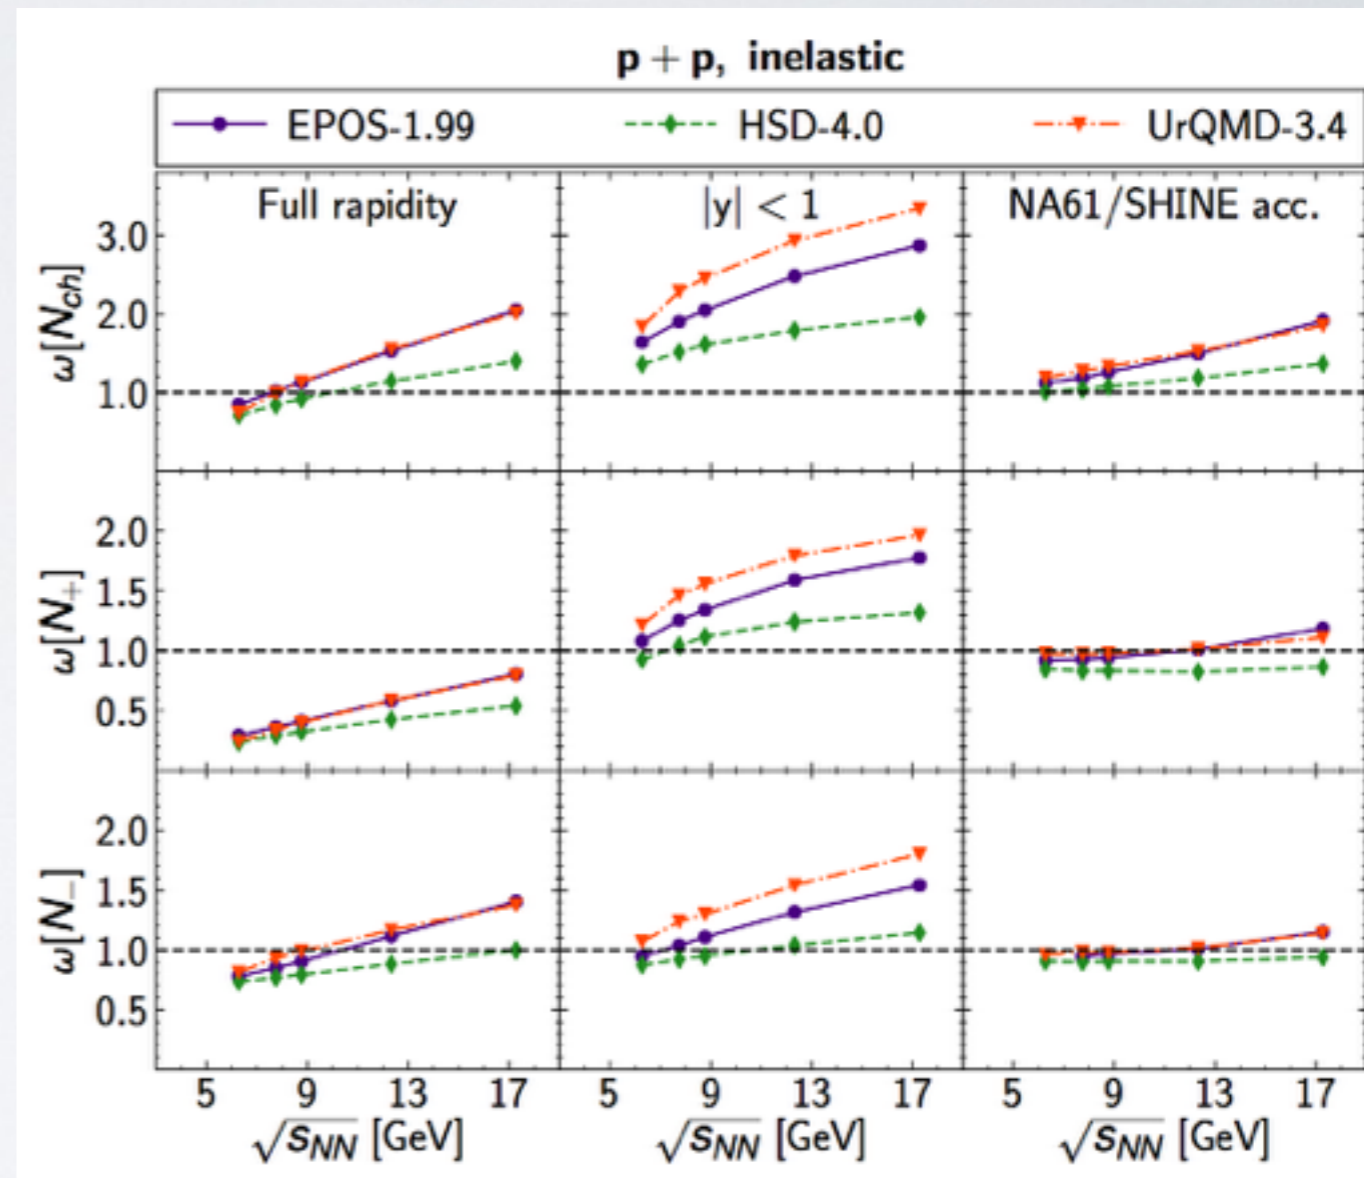 p + p, inelastic
EPOS-1.99 HSD-4.0 UrQMD-3.4
Full rapidity |y| < 1 NA61/SHINE acc.
ω[N_ch]
3.0
2.0
1.0
ω[N_+]
2.0
1.5
1.0
0.5
ω[N_−]
2.0
1.5
1.0
0.5
5 9 13 17 5 9 13 17 5 9 13 17
√s_NN [GeV] √s_NN [GeV] √s_NN [GeV]